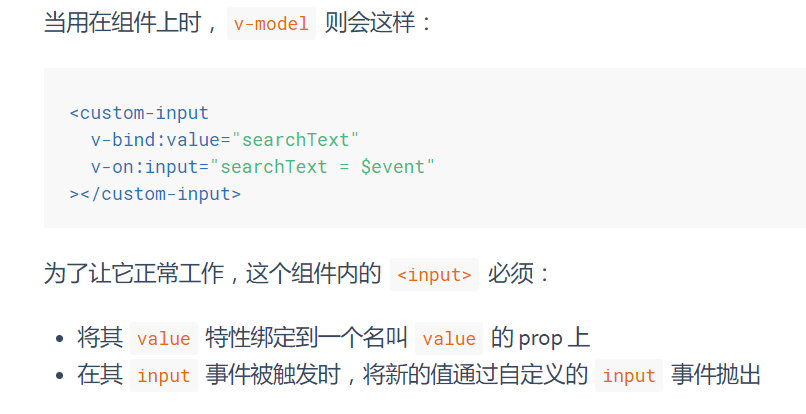 当用在组件上时，v-model 则会这样：
<custom-input
  v-bind:value="searchText"
  v-on:input="searchText = $event"
></custom-input>
为了让它正常工作，这个组件内的 <input> 必须：
• 将其 value 特性绑定到一个名叫 value 的 prop 上
• 在其 input 事件被触发时，将新的值通过自定义的 input 事件抛出